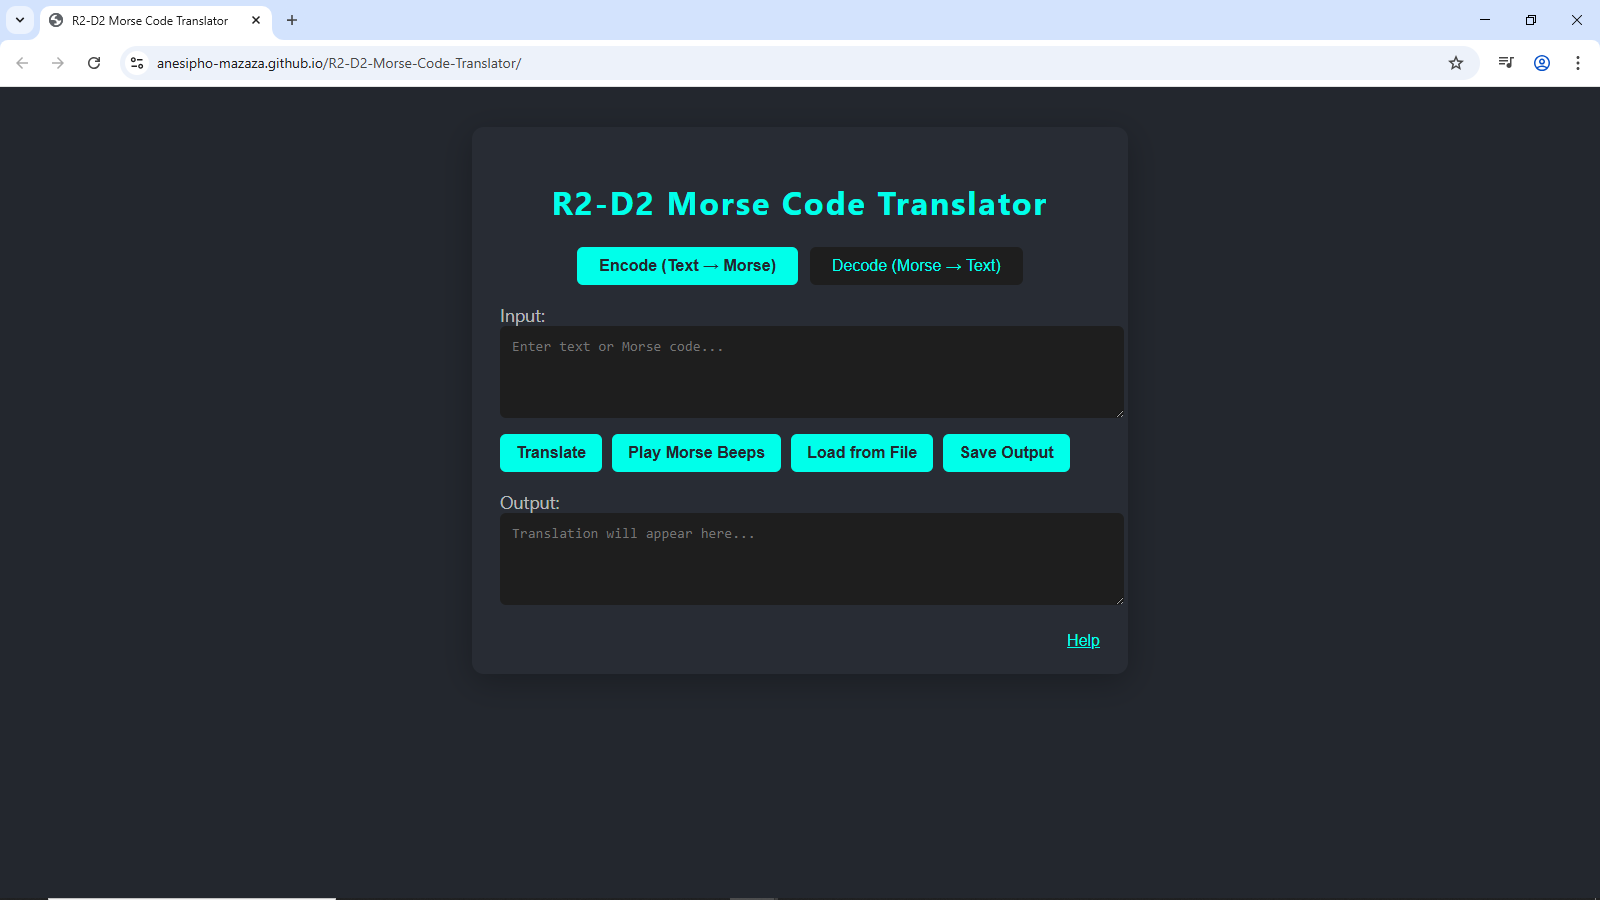 R2-D2 Morse Code Translator
anesipho-mazaza.github.io/R2-D2-Morse-Code-Translator/
R2-D2 Morse Code Translator
Encode (Text → Morse) Decode (Morse → Text)
Input:
Enter text or Morse code...
Translate Play Morse Beeps Load from File Save Output
Output:
Translation will appear here...
Help